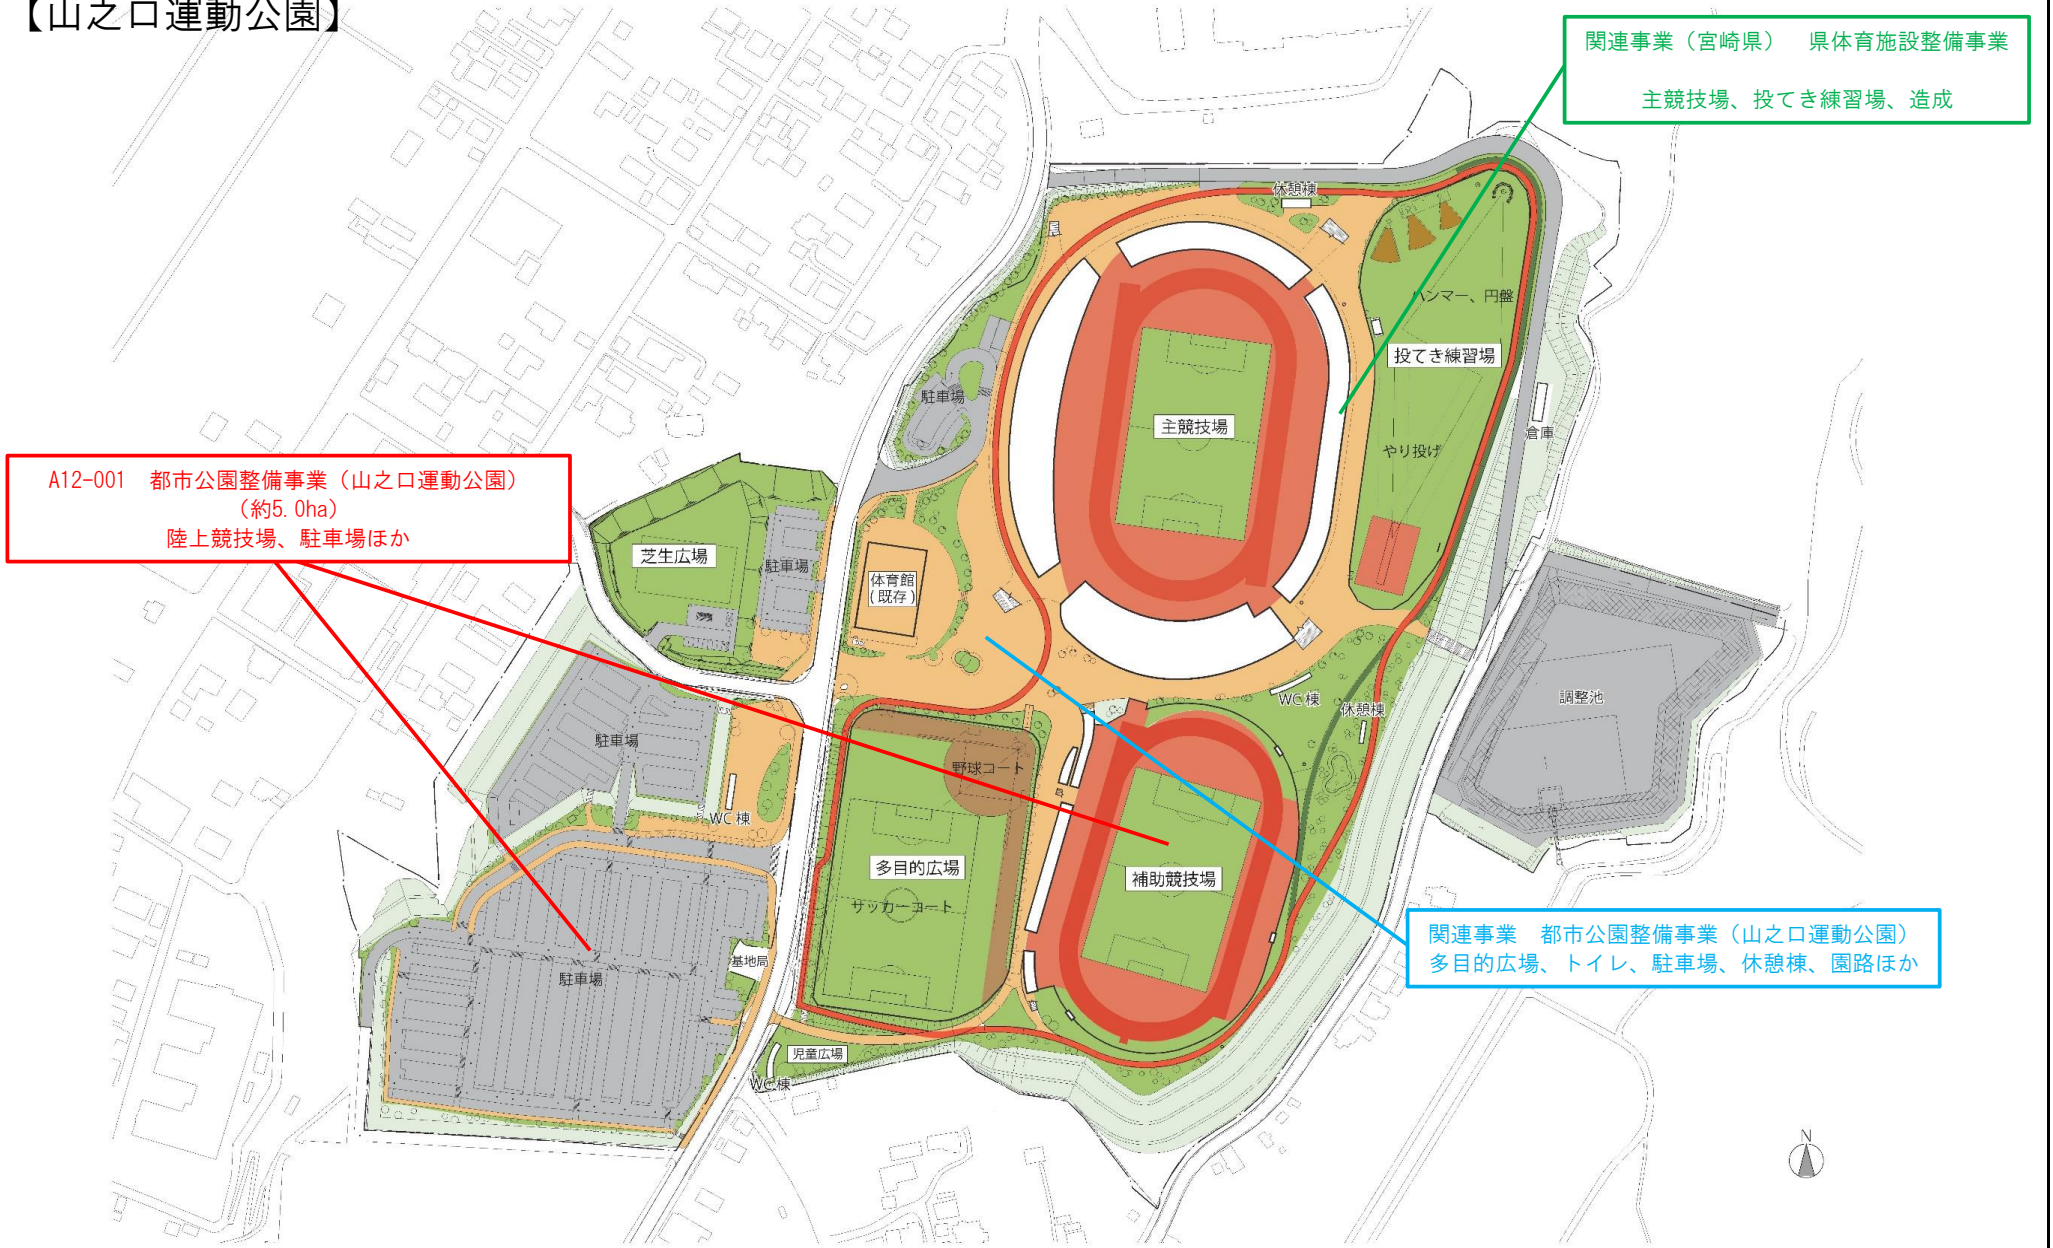 【山之口運動公園】
関連事業（宮崎県）　県体育施設整備事業
主競技場、投てき練習場、造成
休憩棟
ハンマー、円盤
投てき練習場
駐車場
主競技場
倉庫
やり投げ
A12-001　都市公園整備事業（山之口運動公園）
（約5.0ha）
陸上競技場、駐車場ほか
芝生広場
駐車場
体育館
(既存)
WC棟
休憩棟
調整池
駐車場
野球コート
WC棟
多目的広場
補助競技場
サッカーコート
関連事業　都市公園整備事業（山之口運動公園）
多目的広場、トイレ、駐車場、休憩棟、園路ほか
基地局
駐車場
児童広場
WC棟
N